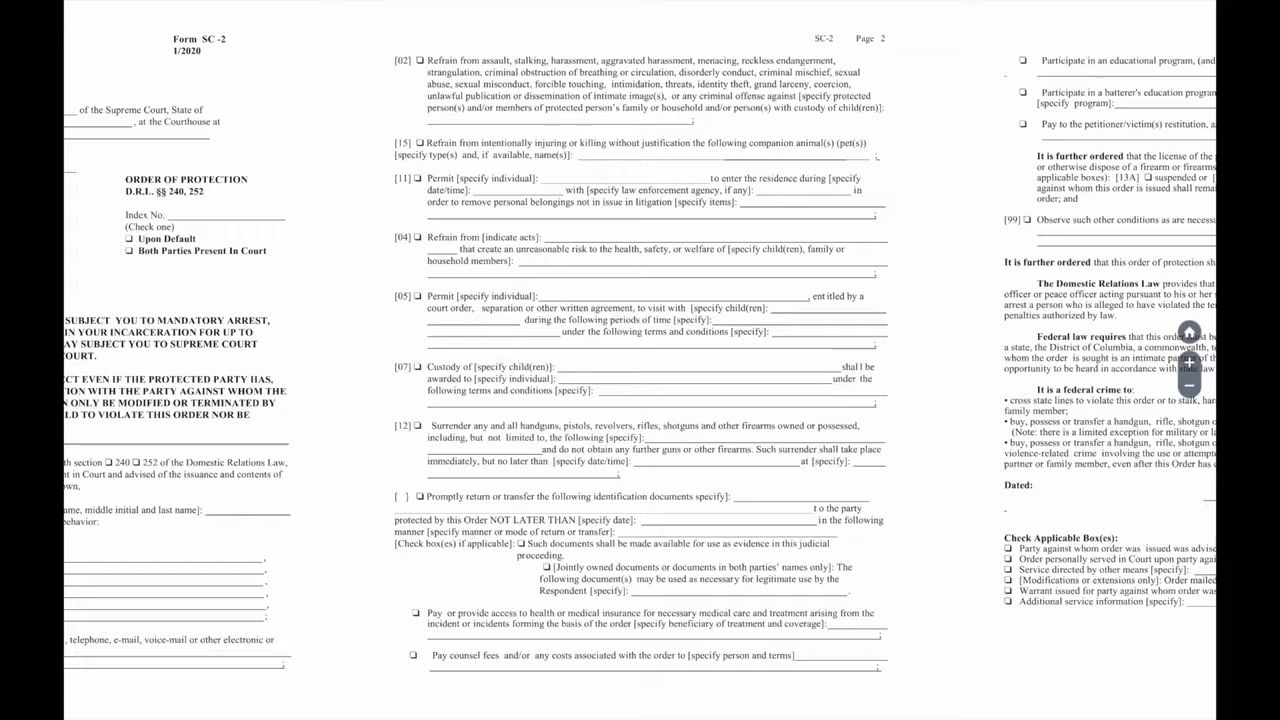 Form SC -2
1/2020
of the Supreme Court, State of
, at the Courthouse at
ORDER OF PROTECTION
D.R.L. §§ 240, 252
Index No.
(Check one)
❏ Upon Default
❏ Both Parties Present In Court
SUBJECT YOU TO MANDATORY ARREST,
IN YOUR INCARCERATION FOR UP TO
AY SUBJECT YOU TO SUPREME COURT
COURT.
CT EVEN IF THE PROTECTED PARTY HAS,
TION WITH THE PARTY AGAINST WHOM THE
N ONLY BE MODIFIED OR TERMINATED BY
LD TO VIOLATE THIS ORDER NOR BE
th section ❏ 240 ❏ 252 of the Domestic Relations Law,
nt in Court and advised of the issuance and contents of
own,
ame, middle initial and last name]:
behavior:
, telephone, e-mail, voice-mail or other electronic or
SC-2 Page 2
[02] ❏ Refrain from assault, stalking, harassment, aggravated harassment, menacing, reckless endangerment,
strangulation, criminal obstruction of breathing or circulation, disorderly conduct, criminal mischief, sexual
abuse, sexual misconduct, forcible touching, intimidation, threats, identity theft, grand larceny, coercion,
unlawful publication or dissemination of intimate image(s), or any criminal offense against [specify protected
person(s) and/or members of protected person's family or household and/or person(s) with custody of child(ren]:
;
[15] ❏ Refrain from intentionally injuring or killing without justification the following companion animal(s) (pet(s))
[specify type(s) and, if available, name(s)]: ;
[11] ❏ Permit [specify individual]: to enter the residence during [specify
date/time]: with [specify law enforcement agency, if any]: in
order to remove personal belongings not in issue in litigation [specify items]:
;
[04] ❏ Refrain from [indicate acts]:
that create an unreasonable risk to the health, safety, or welfare of [specify child(ren), family or
household members]:
;
[05] ❏ Permit [specify individual]: , entitled by a
court order, separation or other written agreement, to visit with [specify child(ren]:
during the following periods of time [specify]:
under the following terms and conditions [specify]:
;
[07] ❏ Custody of [specify child(ren]: shall be
awarded to [specify individual]: under the
following terms and conditions [specify]:
;
[12] ❏ Surrender any and all handguns, pistols, revolvers, rifles, shotguns and other firearms owned or possessed,
including, but not limited to, the following [specify]:
and do not obtain any further guns or other firearms. Such surrender shall take place
immediately, but no later than [specify date/time]: at [specify]:
;
[ ] ❏ Promptly return or transfer the following identification documents specify]:
to the party
protected by this Order NOT LATER THAN [specify date]: in the following
manner [specify manner or mode of return or transfer]:
[Check box(es) if applicable]: ❏ Such documents shall be made available for use as evidence in this judicial
proceeding.
❏ [Jointly owned documents or documents in both parties' names only]: The
following document(s) may be used as necessary for legitimate use by the
Respondent [specify]: .
❏ Pay or provide access to health or medical insurance for necessary medical care and treatment arising from the
incident or incidents forming the basis of the order [specify beneficiary of treatment and coverage]:
;
❏ Pay counsel fees and/or any costs associated with the order to [specify person and terms]
;
❏ Participate in an educational program, (and
❏ Participate in a batterer's education program
[specify program]:
❏ Pay to the petitioner/victim(s) restitution, a
It is further ordered that the license of the
or otherwise dispose of a firearm or firearms
applicable boxes): [13A] ❏ suspended or [
against whom this order is issued shall rema
order; and
[99] ❏ Observe such other conditions as are necess
It is further ordered that this order of protection sh
The Domestic Relations Law provides that
officer or peace officer acting pursuant to his or her s
arrest a person who is alleged to have violated the ter
penalties authorized by law.
Federal law requires that this order must be
a state, the District of Columbia, a commonwealth, t
whom the order is sought is an intimate partner of th
opportunity to be heard in accordance with state law
It is a federal crime to:
• cross state lines to violate this order or to stalk, har
family member;
• buy, possess or transfer a handgun, rifle, shotgun o
(Note: there is a limited exception for military or la
• buy, possess or transfer a handgun, rifle, shotgun o
violence-related crime involving the use or attempte
partner or family member, even after this Order has e
Dated:
Check Applicable Box(es):
❏ Party against whom order was issued was advise
❏ Order personally served in Court upon party aga
❏ Service directed by other means [specify]:
❏ [Modifications or extensions only]: Order mailed
❏ Warrant issued for party against whom order was
❏ Additional service information [specify]: